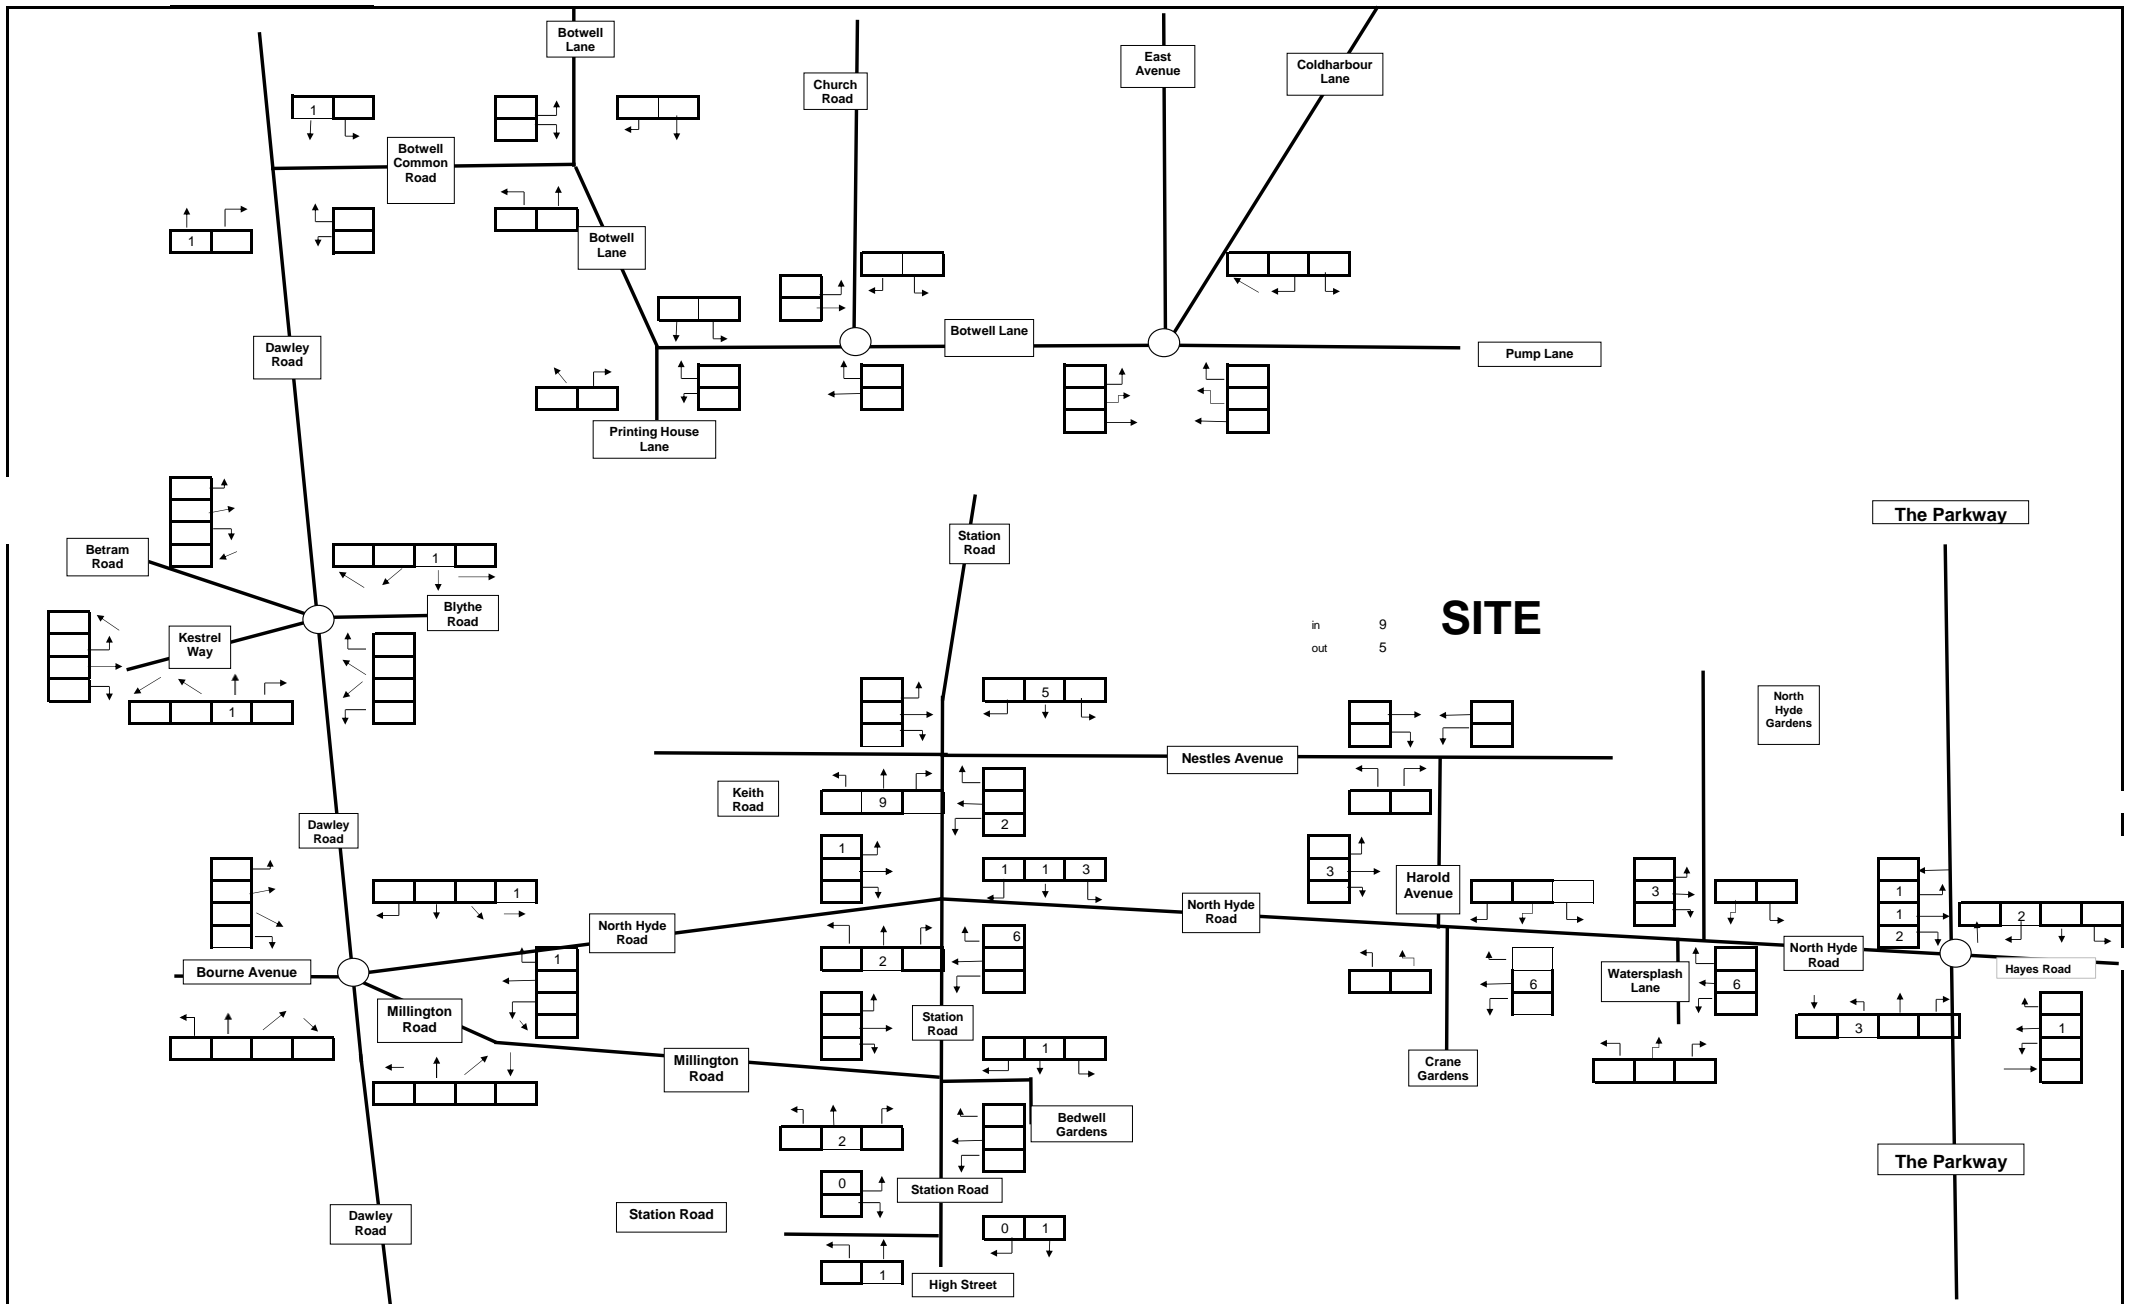 Botwell
Lane
East
Avenue
Coldharbour
Lane
Church
Road
1
Botwell
Common
Road
1
Botwell
Lane
Botwell Lane
Dawley
Road
Pump Lane
Printing House
Lane
The Parkway
Station
Road
Betram
Road
1
Blythe
Road
SITE
in 9
out 5
Kestrel
Way
1
5
North
Hyde
Gardens
Nestles Avenue
Keith
Road
9
2
Dawley
Road
1
1 1 3
3
Harold
Avenue
3
1
1
2
1
North Hyde
Road
North Hyde
Road
2
6
2
North Hyde
Road
1
Bourne Avenue
Hayes Road
6
Watersplash
Lane
6
Millington
Road
Station
Road
3
1
1
Millington
Road
Crane
Gardens
Bedwell
Gardens
2
The Parkway
0
Station Road
Station Road
Dawley
Road
0 1
1
High Street